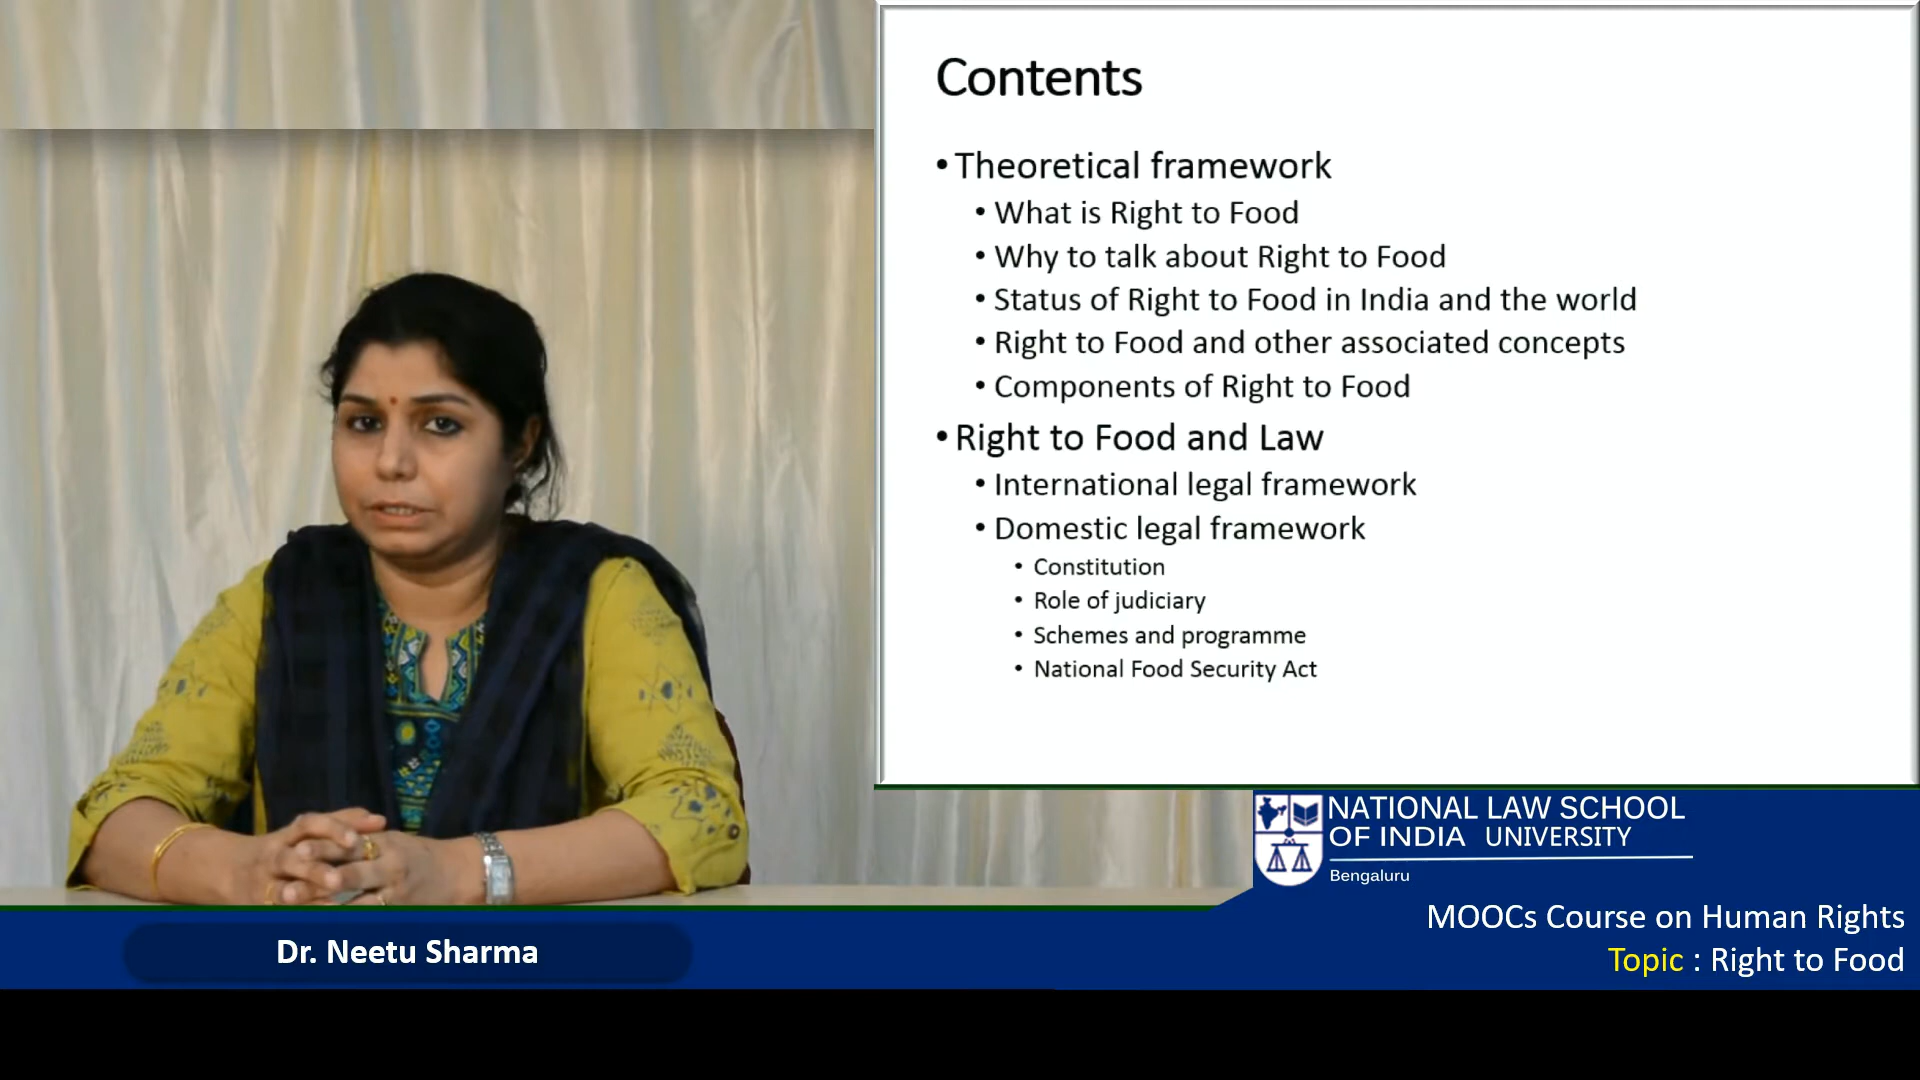 Contents
• Theoretical framework
• What is Right to Food
• Why to talk about Right to Food
• Status of Right to Food in India and the world
• Right to Food and other associated concepts
• Components of Right to Food
• Right to Food and Law
• International legal framework
• Domestic legal framework
• Constitution
• Role of judiciary
• Schemes and programme
• National Food Security Act
NATIONAL LAW SCHOOL
OF INDIA UNIVERSITY
Bengaluru
MOOCs Course on Human Rights
Topic : Right to Food
Dr. Neetu Sharma